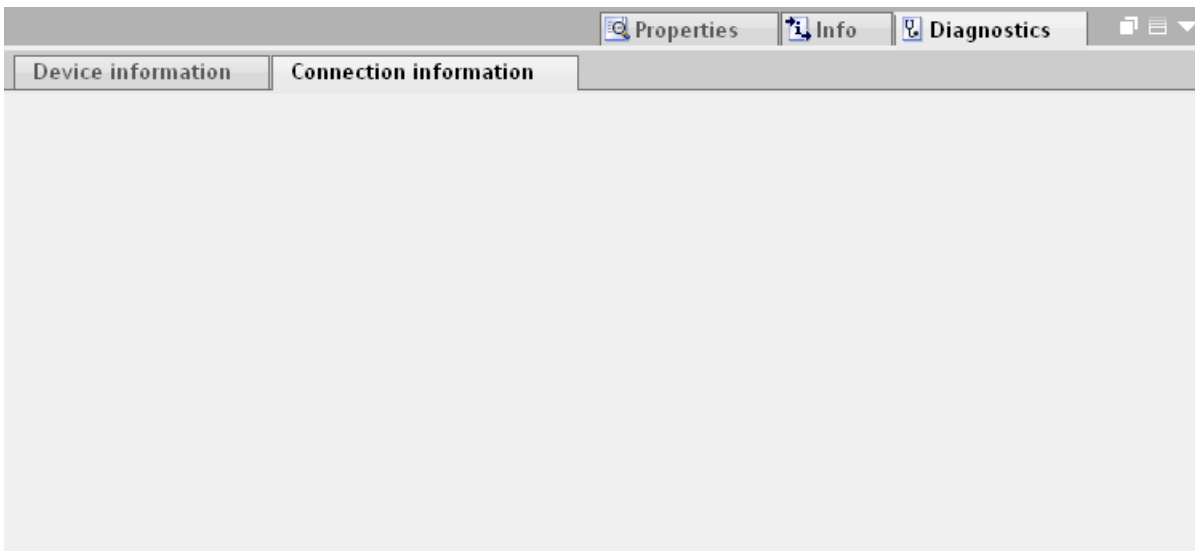 Properties Info Diagnostics
Device information Connection information